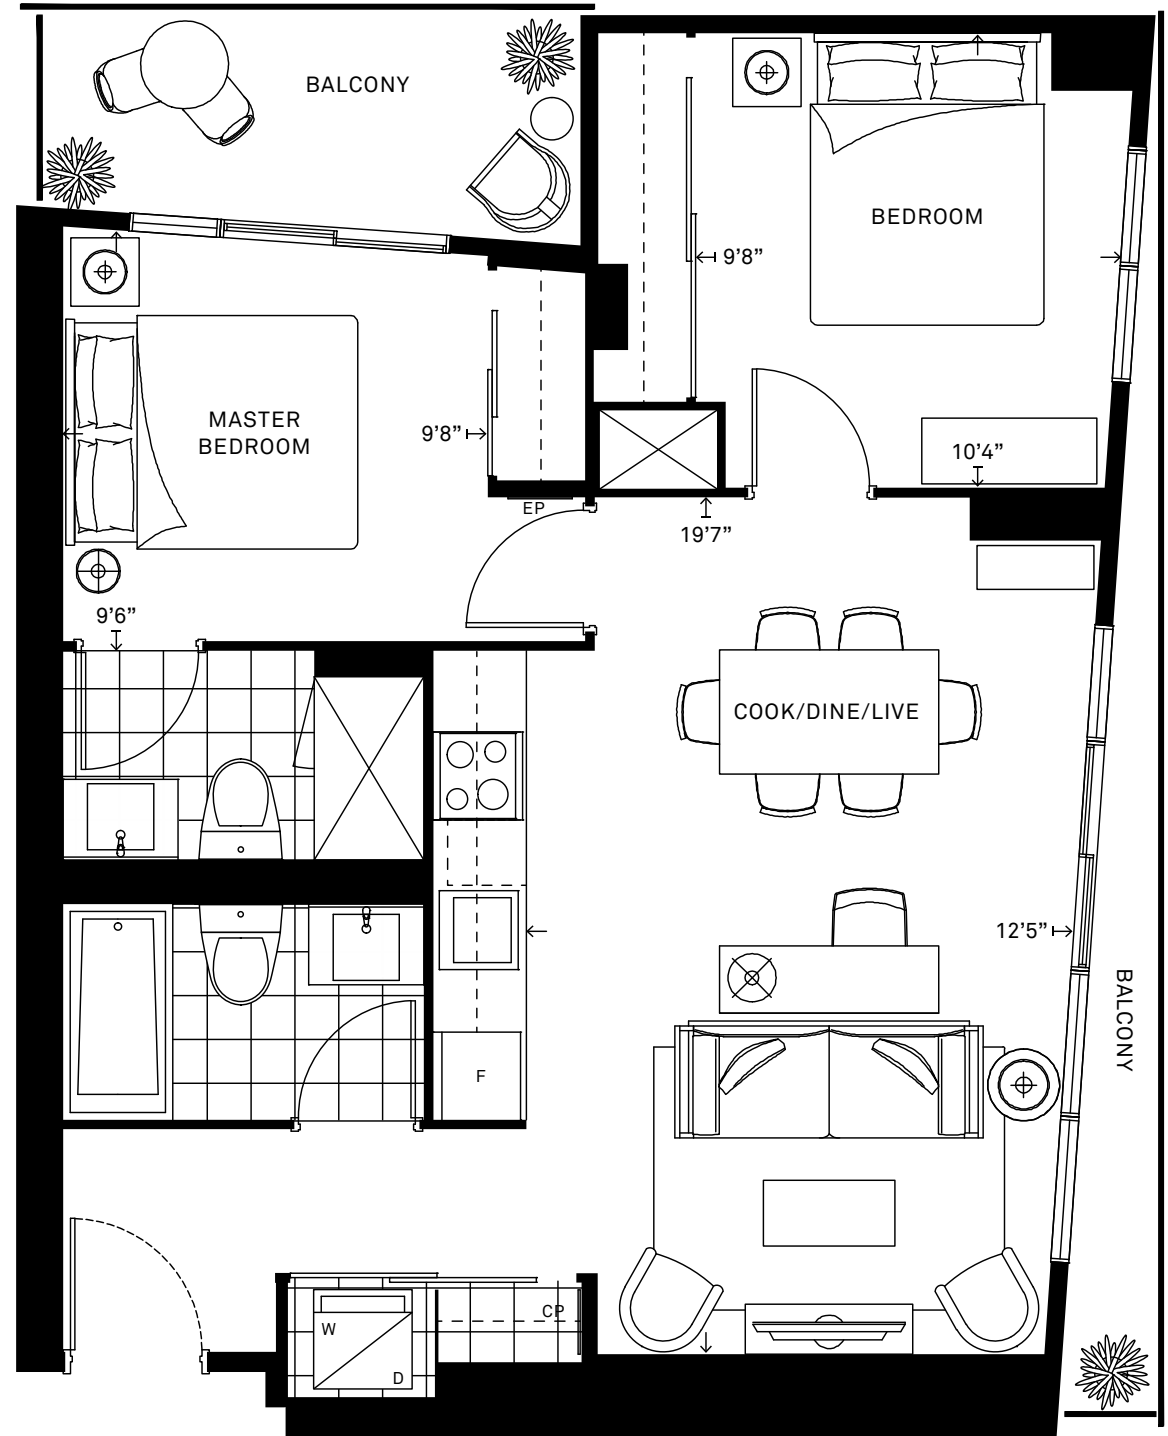 BALCONY
BEDROOM
9’8”
MASTER
BEDROOM
9’8”
10’4”
EP
19’7”
9’6”
COOK/DINE/LIVE
12’5”
BALCONY
F
CP
W
D